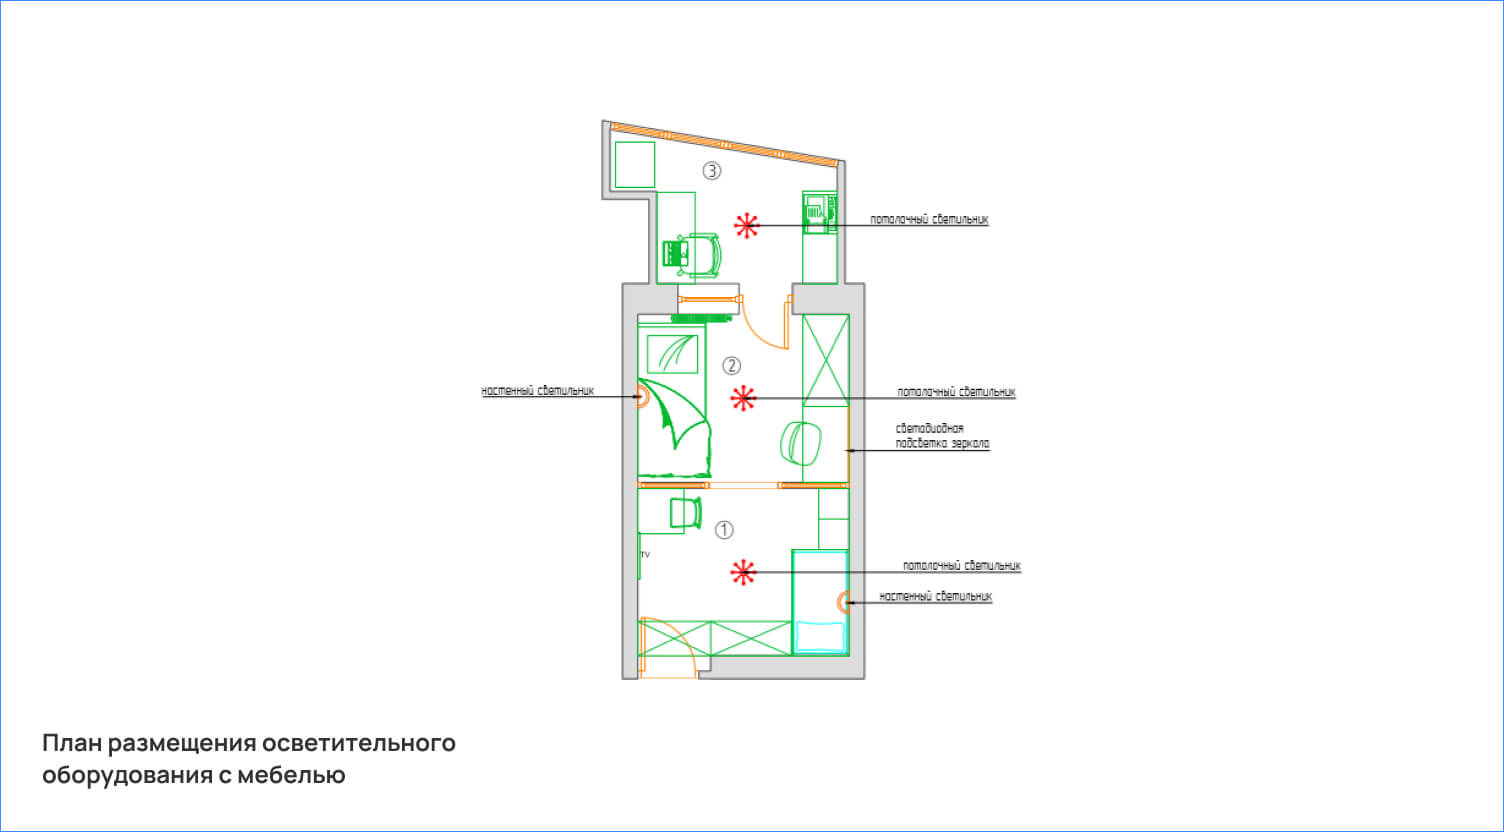 3
потолочный светильник
2
настенный светильник
потолочный светильник
светодиодная
подсветка зеркала
1
TV
потолочный светильник
настенный светильник
План размещения осветительного
оборудования с мебелью